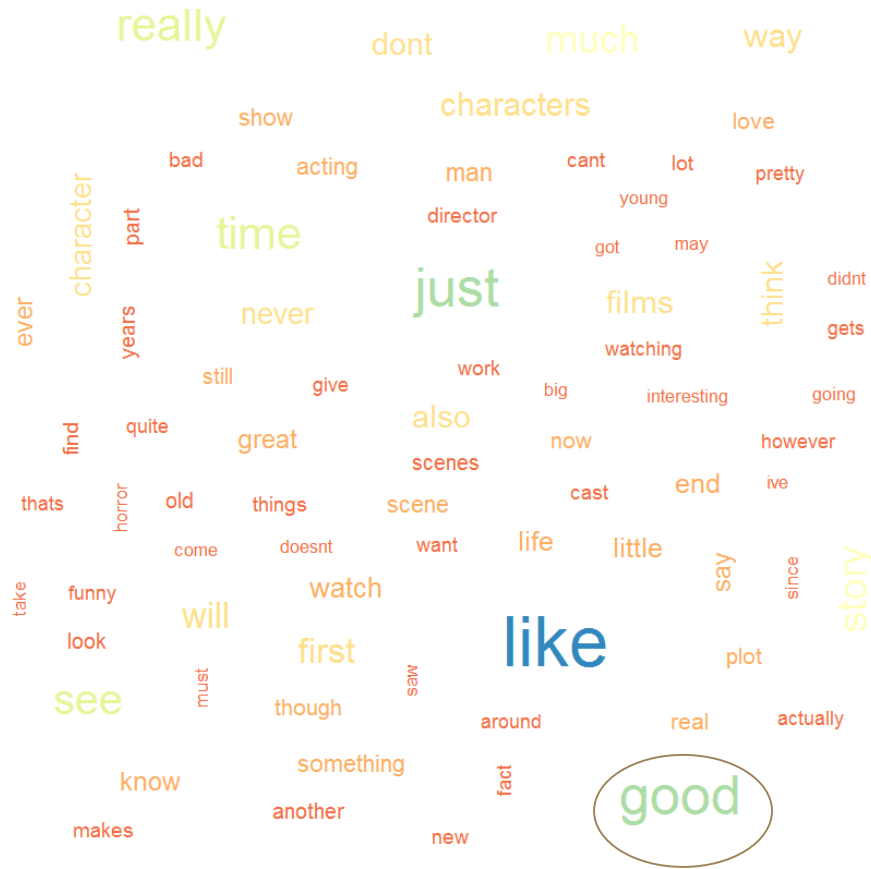 really
dont
much
way
show
characters
love
bad
acting
man
cant
lot
pretty
character
part
young
director
time
got
may
just
think
didnt
ever
years
never
films
gets
watching
still
give
work
big
interesting
going
find
quite
great
also
now
however
scenes
thats
horror
old
things
scene
cast
end
ive
come
doesnt
want
life
little
say
since
story
take
funny
will
watch
like
look
first
plot
see
must
saw
though
around
real
actually
know
something
fact
good
makes
another
new